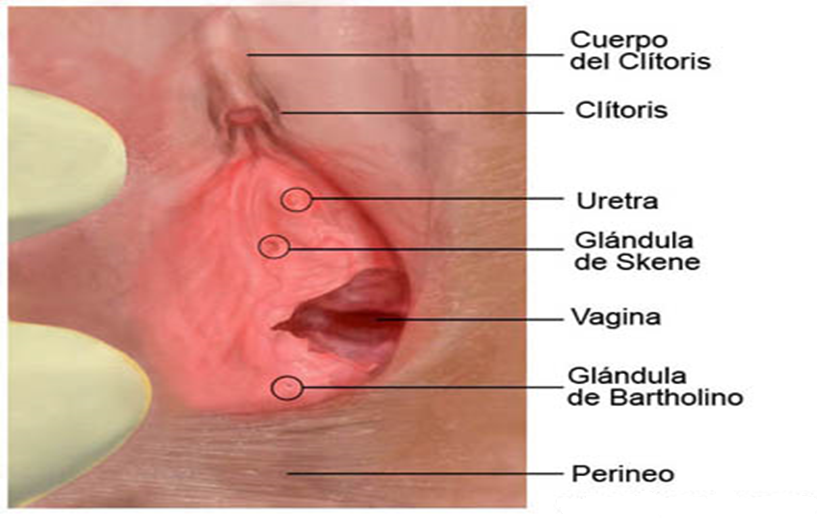 Cuerpo
del Clítoris
Clítoris
Uretra
Glándula
de Skene
Vagina
Glándula
de Bartholino
Perineo